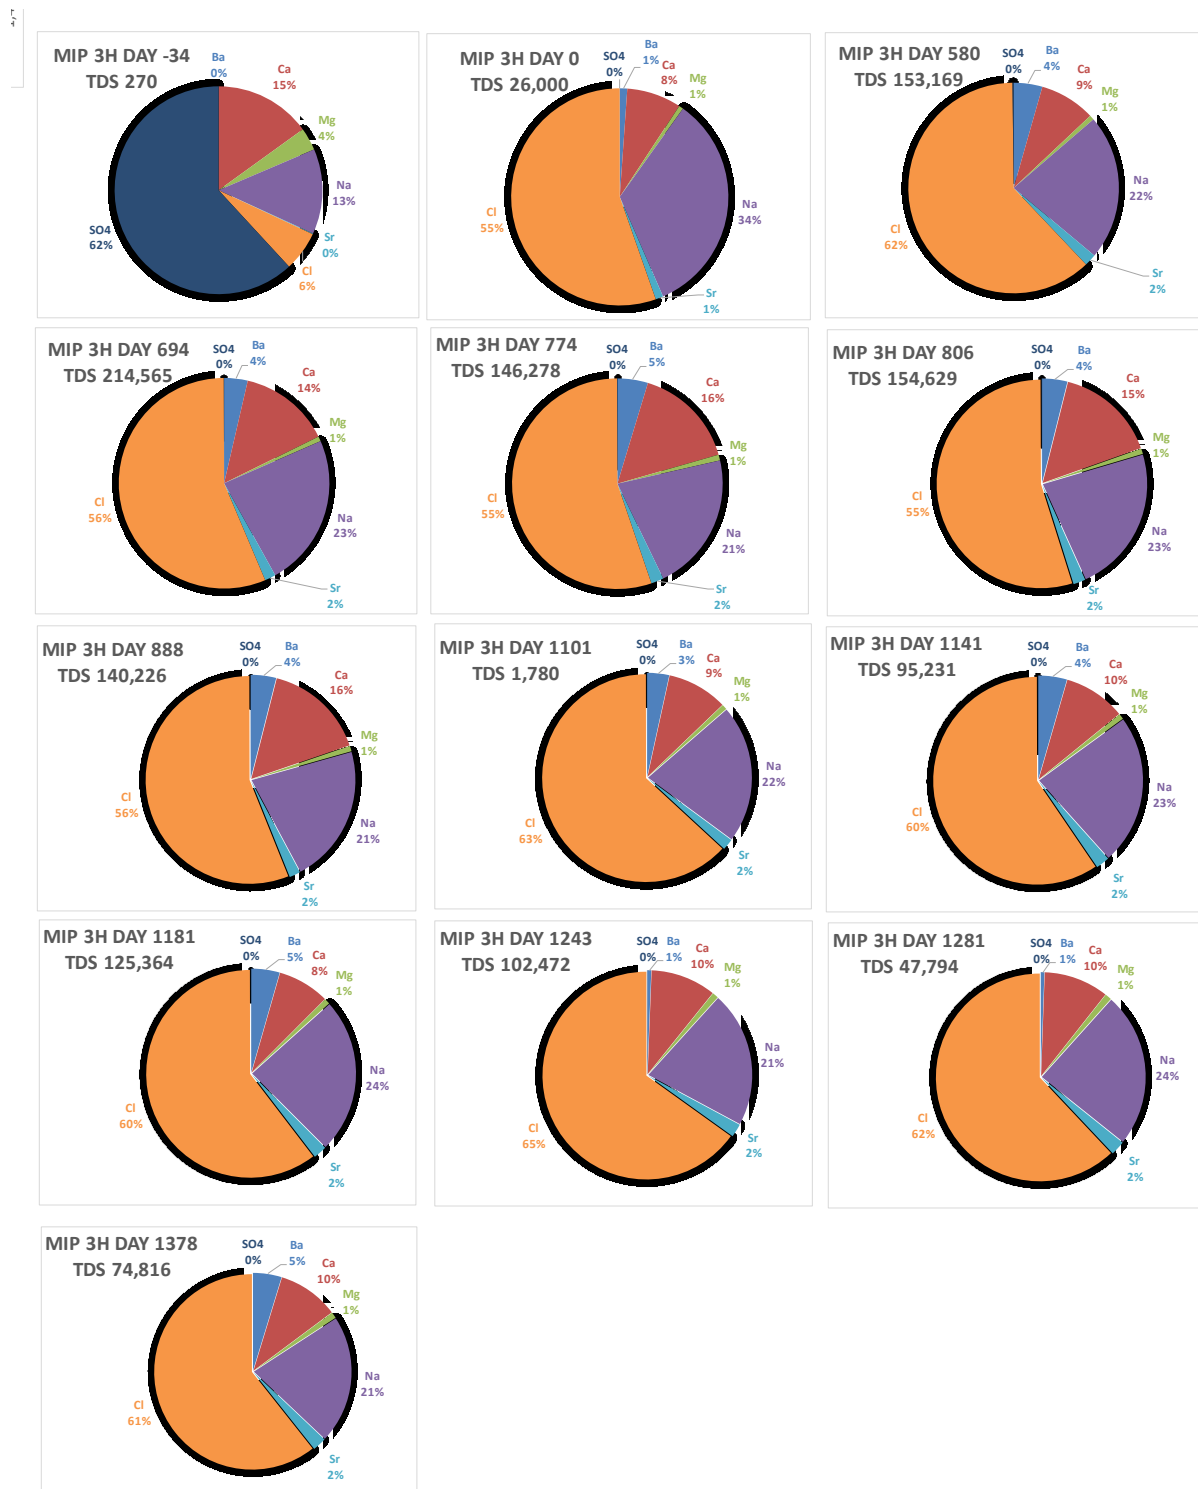 MIP 3H DAY -34
TDS 270
Ba
0%
Ca
15%
Mg
4%
Na
13%
Sr
0%
Cl
6%
SO4
62%
MIP 3H DAY 0
TDS 26,000
SO4
0%
Ba
1%
Ca
8%
Mg
1%
Na
34%
Sr
1%
Cl
55%
MIP 3H DAY 580
TDS 153,169
SO4
0%
Ba
4%
Ca
9%
Mg
1%
Na
22%
Sr
2%
Cl
62%
MIP 3H DAY 694
TDS 214,565
SO4
0%
Ba
4%
Ca
14%
Mg
1%
Na
23%
Sr
2%
Cl
56%
MIP 3H DAY 774
TDS 146,278
SO4
0%
Ba
5%
Ca
16%
Mg
1%
Na
21%
Sr
2%
Cl
55%
MIP 3H DAY 806
TDS 154,629
SO4
0%
Ba
4%
Ca
15%
Mg
1%
Na
23%
Sr
2%
Cl
55%
MIP 3H DAY 888
TDS 140,226
SO4
0%
Ba
4%
Ca
16%
Mg
1%
Na
21%
Sr
2%
Cl
56%
MIP 3H DAY 1101
TDS 1,780
SO4
0%
Ba
3%
Ca
9%
Mg
1%
Na
22%
Sr
2%
Cl
63%
MIP 3H DAY 1141
TDS 95,231
SO4
0%
Ba
4%
Ca
10%
Mg
1%
Na
23%
Sr
2%
Cl
60%
MIP 3H DAY 1181
TDS 125,364
SO4
0%
Ba
5%
Ca
8%
Mg
1%
Na
24%
Sr
2%
Cl
60%
MIP 3H DAY 1243
TDS 102,472
SO4
0%
Ba
1%
Ca
10%
Mg
1%
Na
21%
Sr
2%
Cl
65%
MIP 3H DAY 1281
TDS 47,794
SO4
0%
Ba
1%
Ca
10%
Mg
1%
Na
24%
Sr
2%
Cl
62%
MIP 3H DAY 1378
TDS 74,816
SO4
0%
Ba
5%
Ca
10%
Mg
1%
Na
21%
Sr
2%
Cl
61%